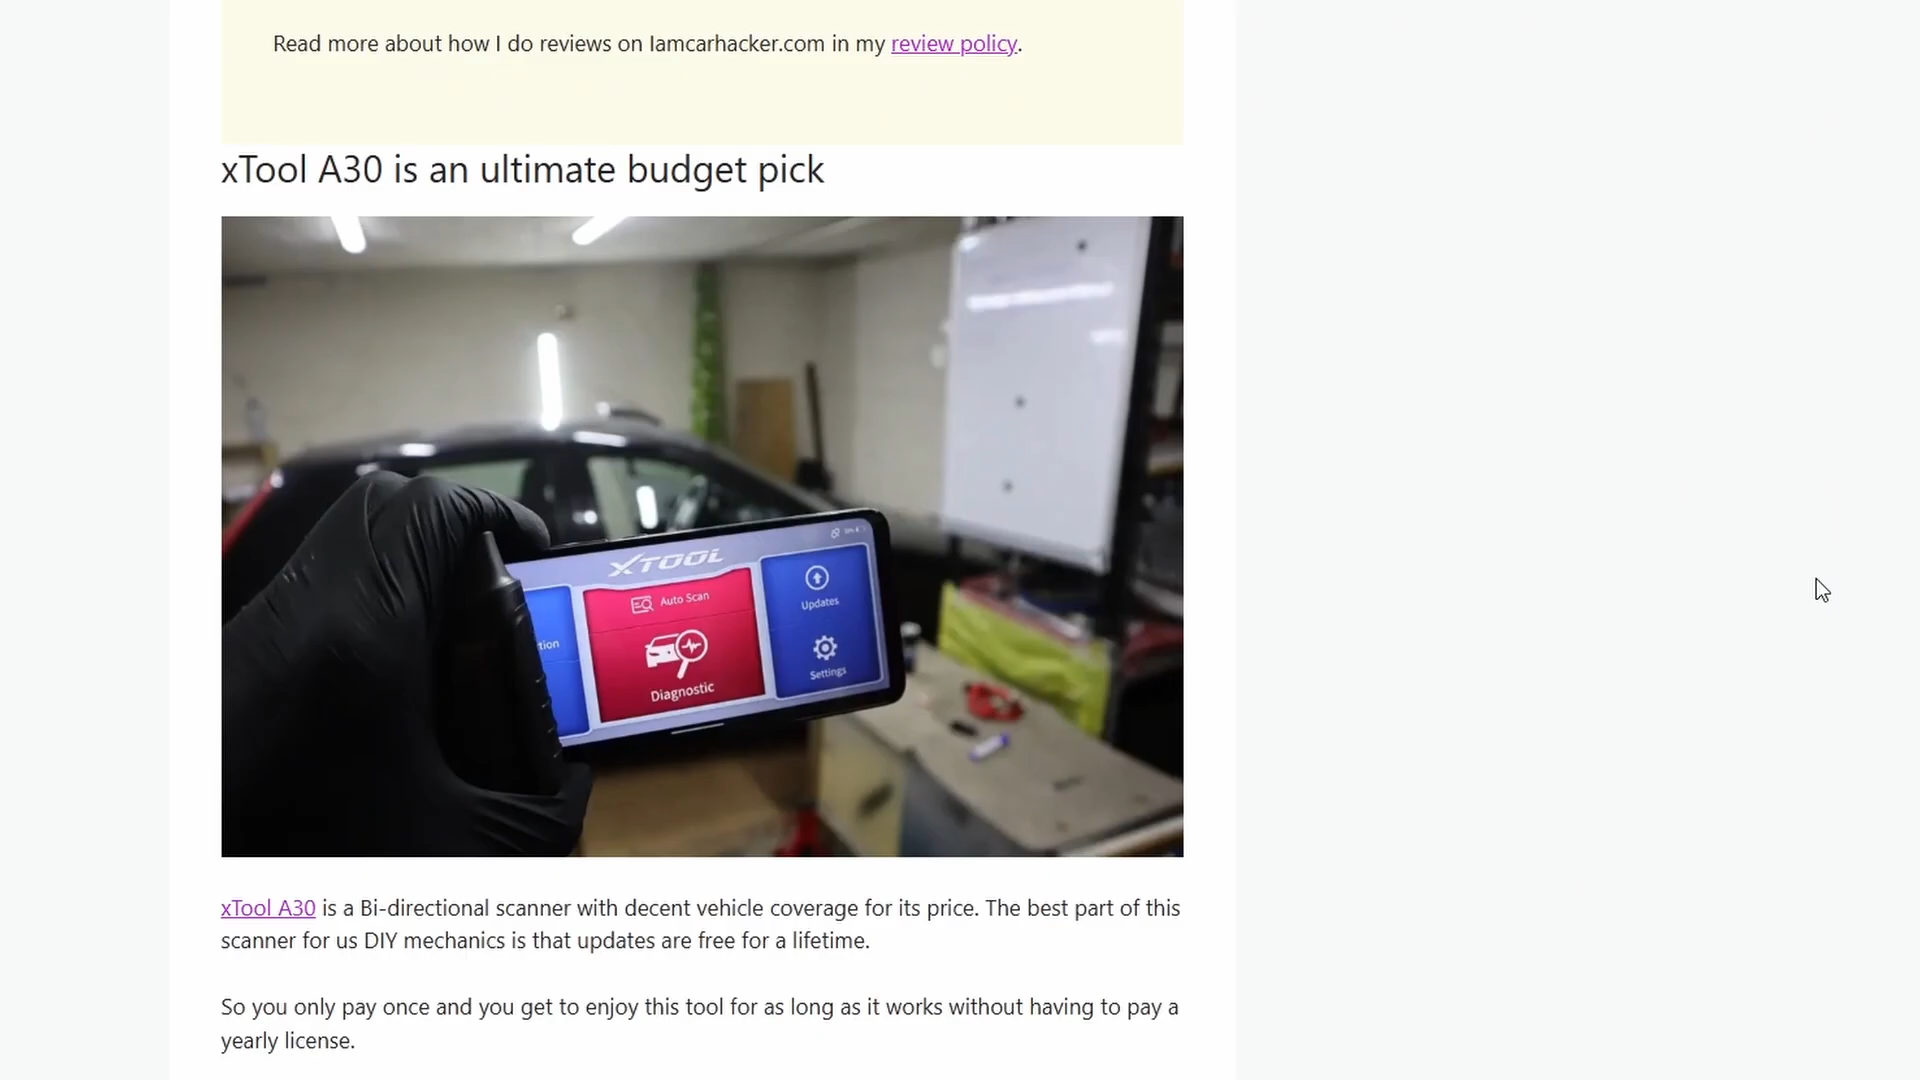 Read more about how I do reviews on Iamcarhacker.com in my review policy.
xTool A30 is an ultimate budget pick
XTOOL
Auto Scan
Updates
tion
Diagnostic
Settings
xTool A30 is a Bi-directional scanner with decent vehicle coverage for its price. The best part of this
scanner for us DIY mechanics is that updates are free for a lifetime.
So you only pay once and you get to enjoy this tool for as long as it works without having to pay a
yearly license.